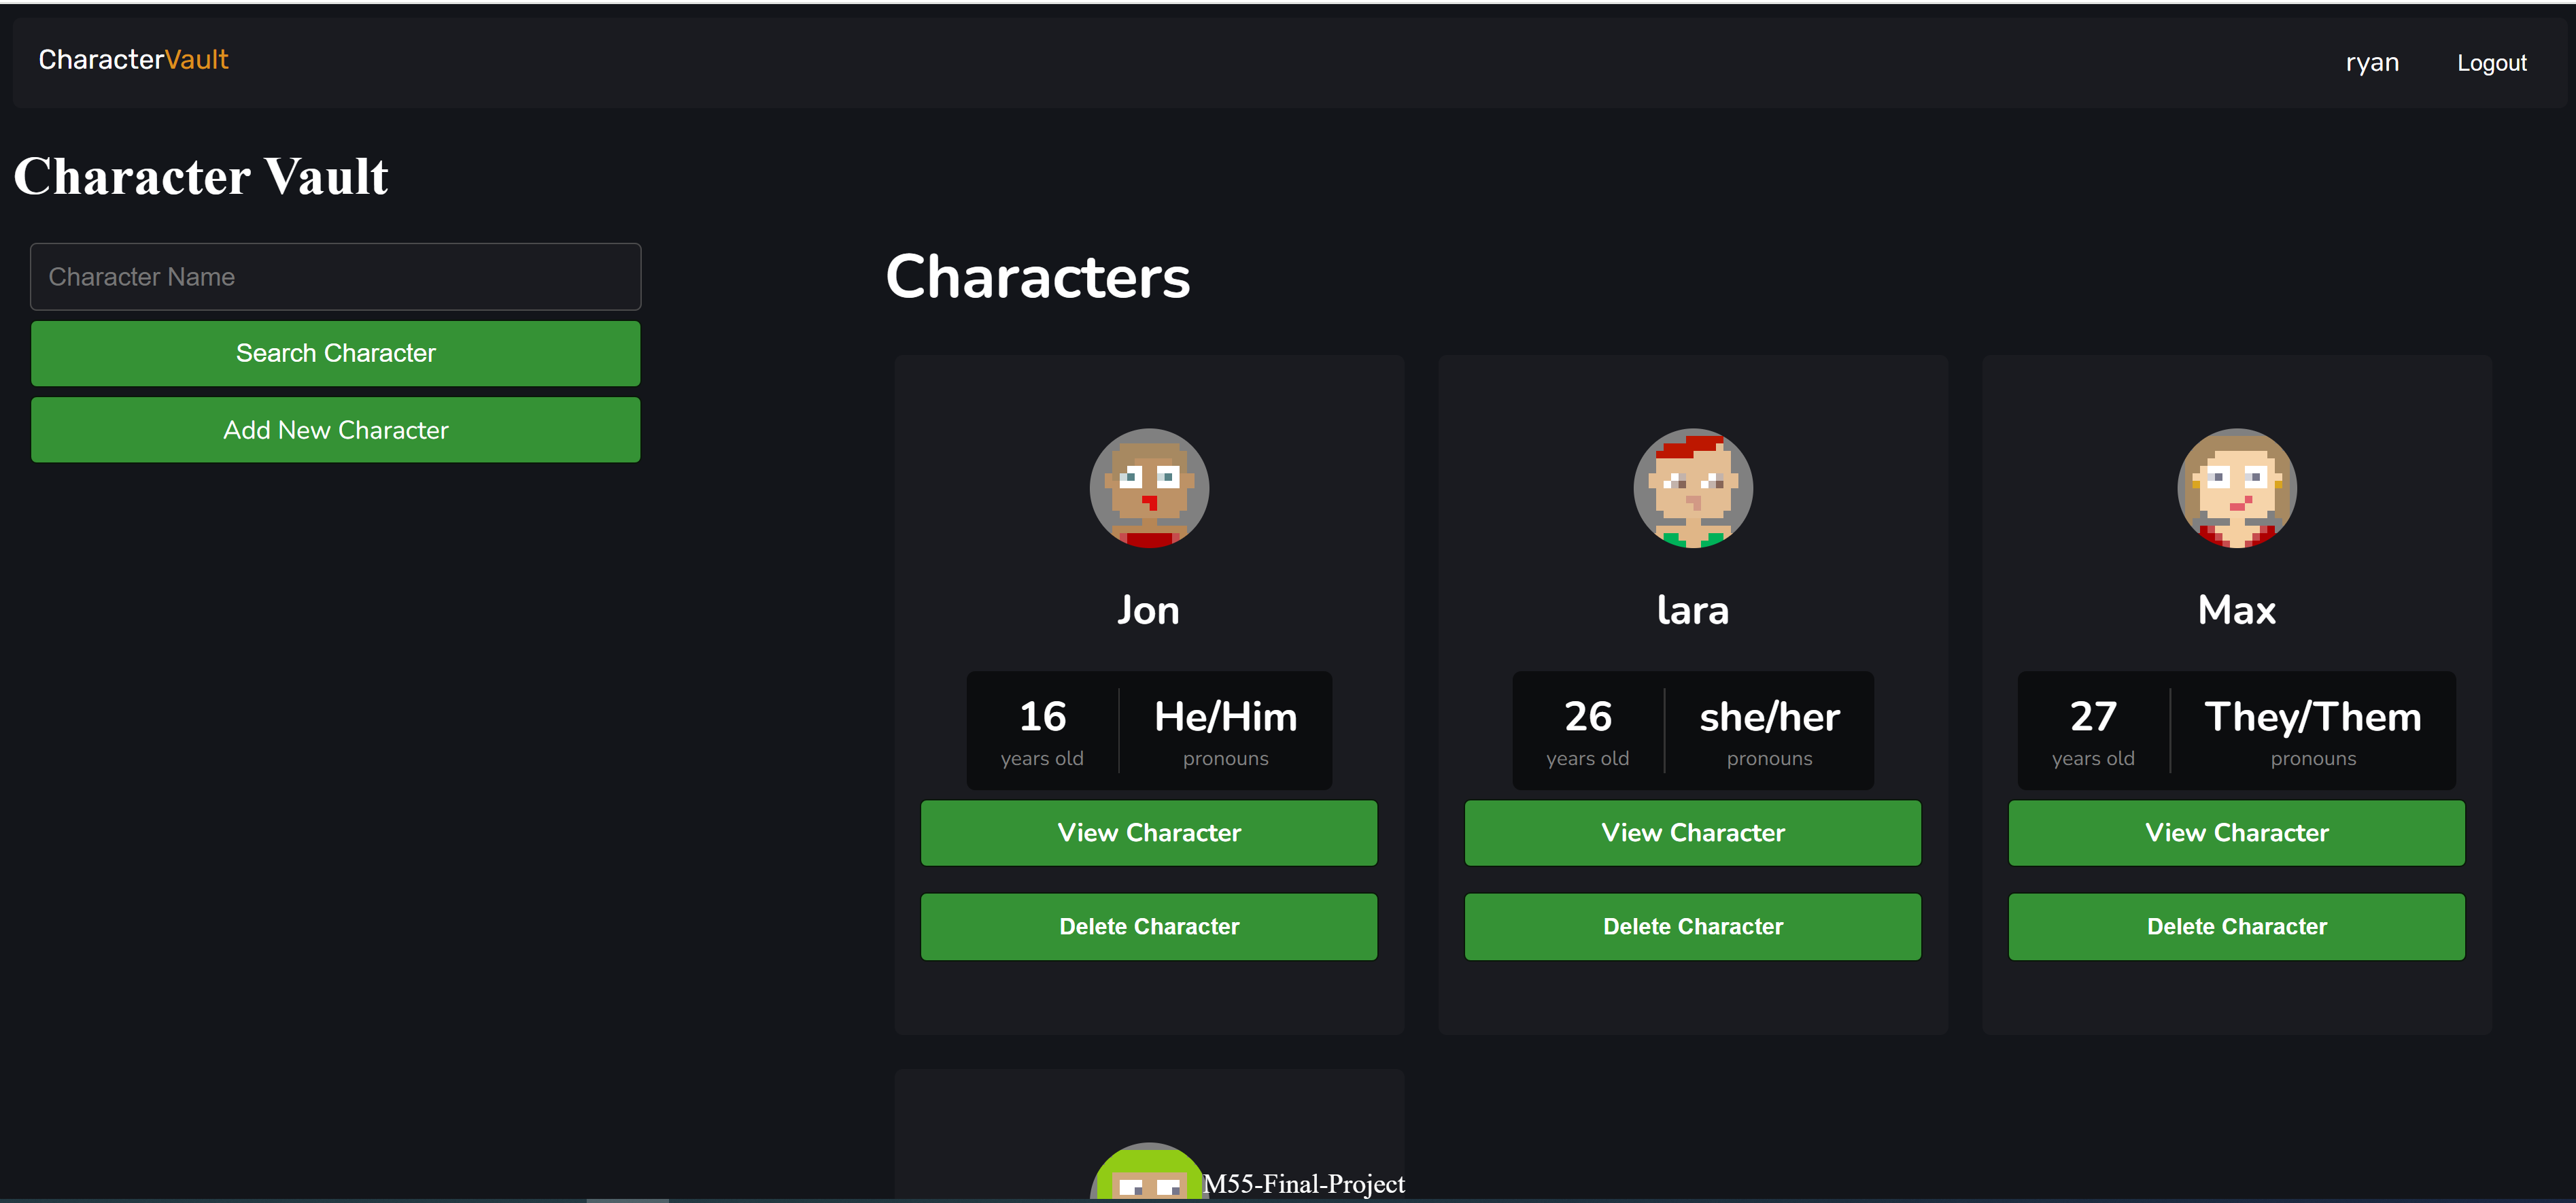 CharacterVault
ryan Logout
Character Vault
Character Name
Search Character
Add New Character
Characters
Jon
16 He/Him
years old pronouns
View Character
Delete Character
lara
26 she/her
years old pronouns
View Character
Delete Character
Max
27 They/Them
years old pronouns
View Character
Delete Character
M55-Final-Project